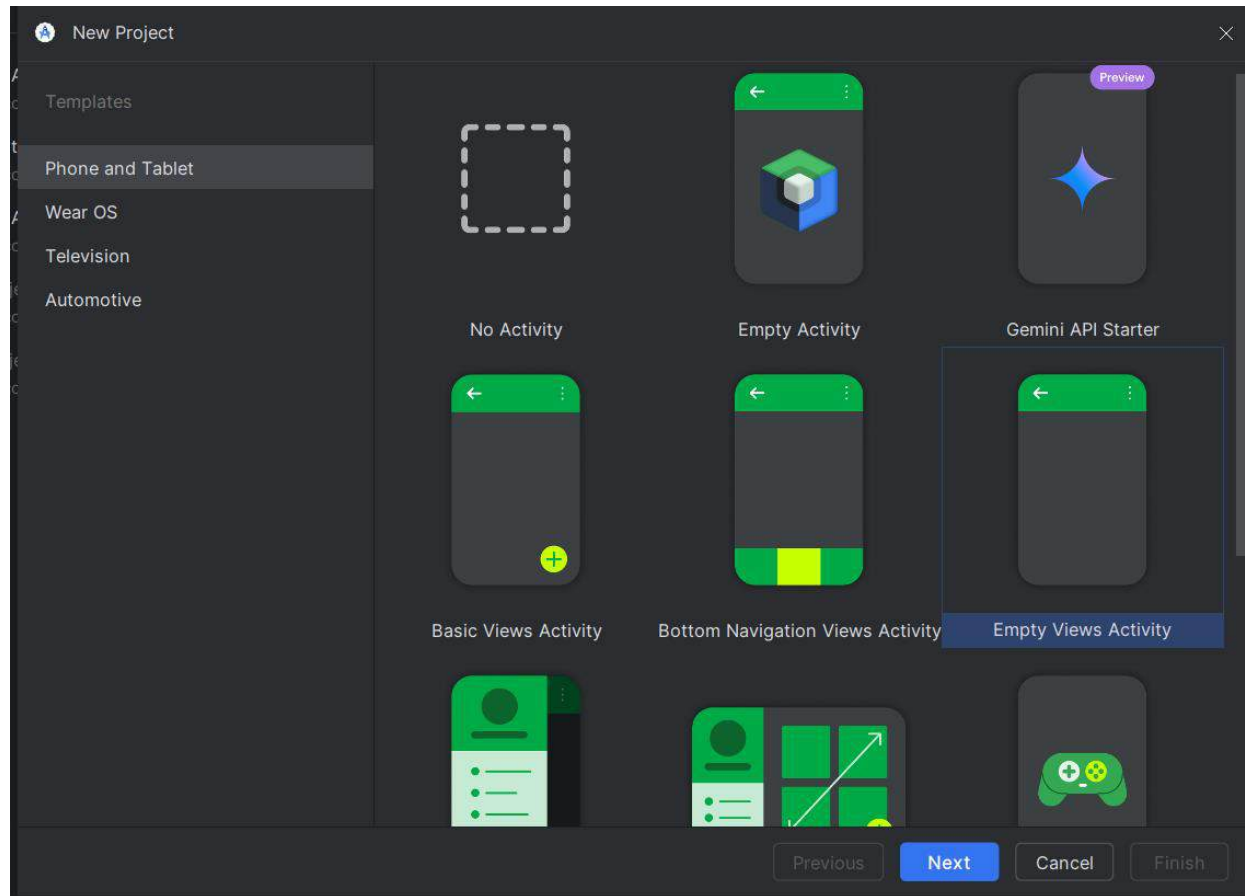 New Project
Templates
Phone and Tablet
Wear OS
Television
Automotive
Preview
No Activity
Empty Activity
Gemini API Starter
Basic Views Activity
Bottom Navigation Views Activity
Empty Views Activity
Previous
Next
Cancel
Finish